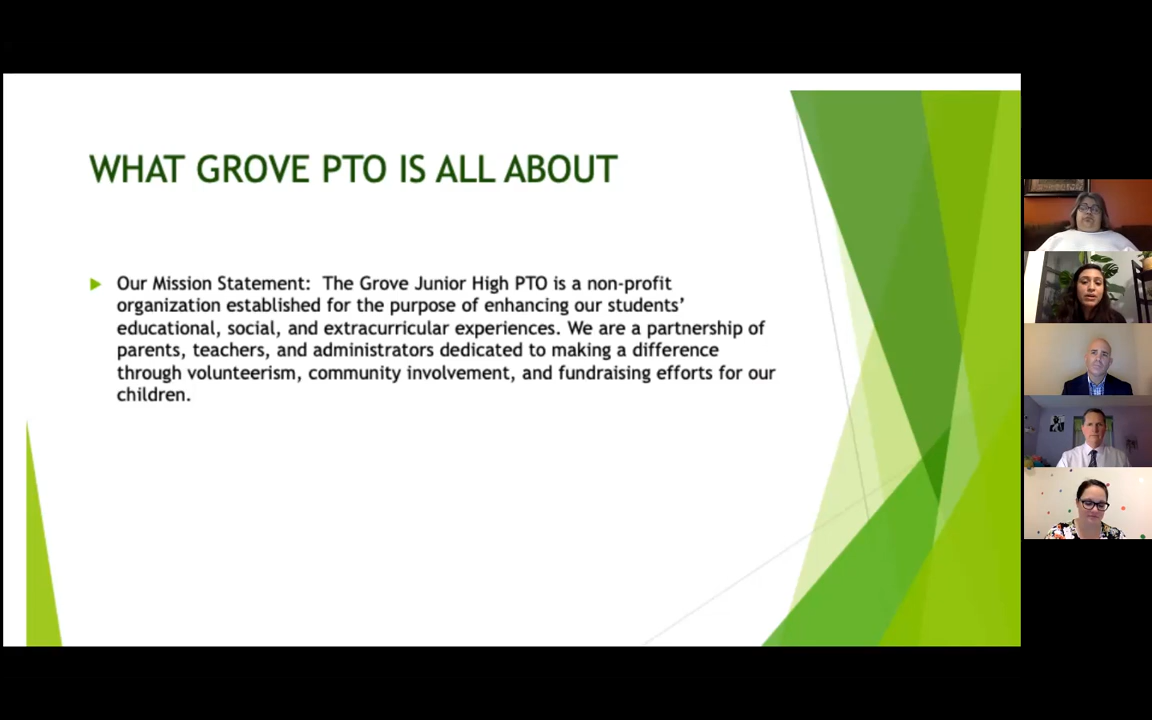 WHAT GROVE PTO IS ALL ABOUT
Our Mission Statement:  The Grove Junior High PTO is a non-profit
organization established for the purpose of enhancing our students’
educational, social, and extracurricular experiences. We are a partnership of
parents, teachers, and administrators dedicated to making a difference
through volunteerism, community involvement, and fundraising efforts for our
children.